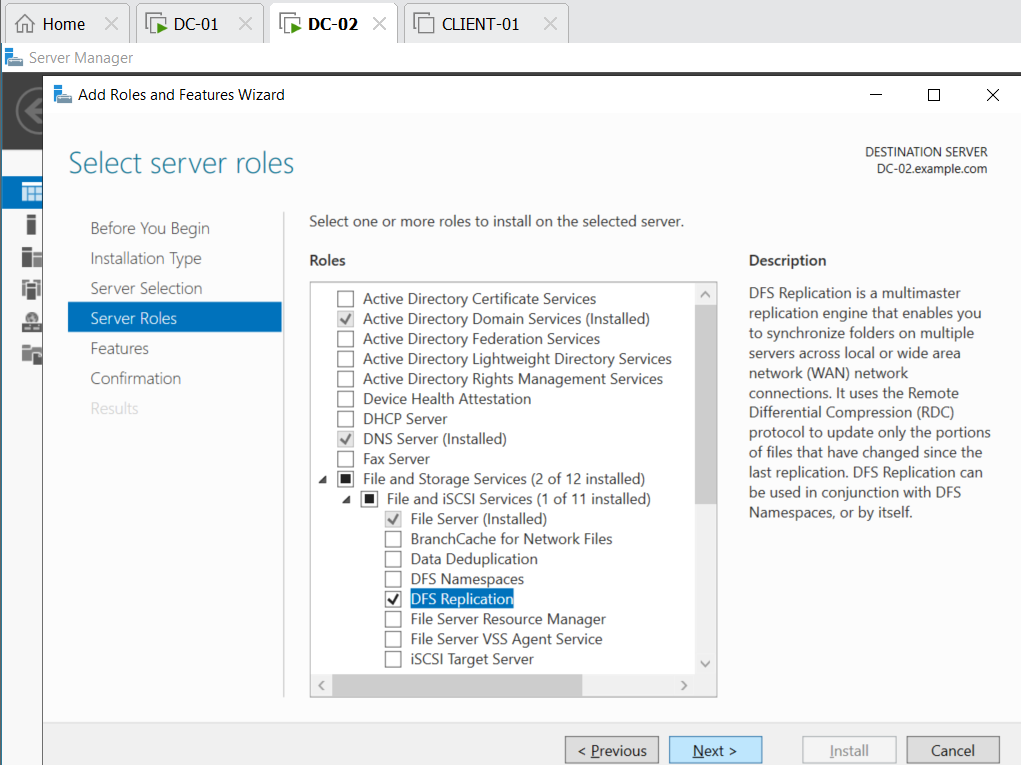 Home
DC-01
DC-02
CLIENT-01
Server Manager
Add Roles and Features Wizard
Select server roles
DESTINATION SERVER
DC-02.example.com
Before You Begin
Installation Type
Server Selection
Server Roles
Features
Confirmation
Results
Select one or more roles to install on the selected server.
Roles
Active Directory Certificate Services
Active Directory Domain Services (Installed)
Active Directory Federation Services
Active Directory Lightweight Directory Services
Active Directory Rights Management Services
Device Health Attestation
DHCP Server
DNS Server (Installed)
Fax Server
File and Storage Services (2 of 12 installed)
File and iSCSI Services (1 of 11 installed)
File Server (Installed)
BranchCache for Network Files
Data Deduplication
DFS Namespaces
DFS Replication
File Server Resource Manager
File Server VSS Agent Service
iSCSI Target Server
Description
DFS Replication is a multimaster
replication engine that enables you
to synchronize folders on multiple
servers across local or wide area
network (WAN) network
connections. It uses the Remote
Differential Compression (RDC)
protocol to update only the portions
of files that have changed since the
last replication. DFS Replication can
be used in conjunction with DFS
Namespaces, or by itself.
< Previous
Next >
Install
Cancel